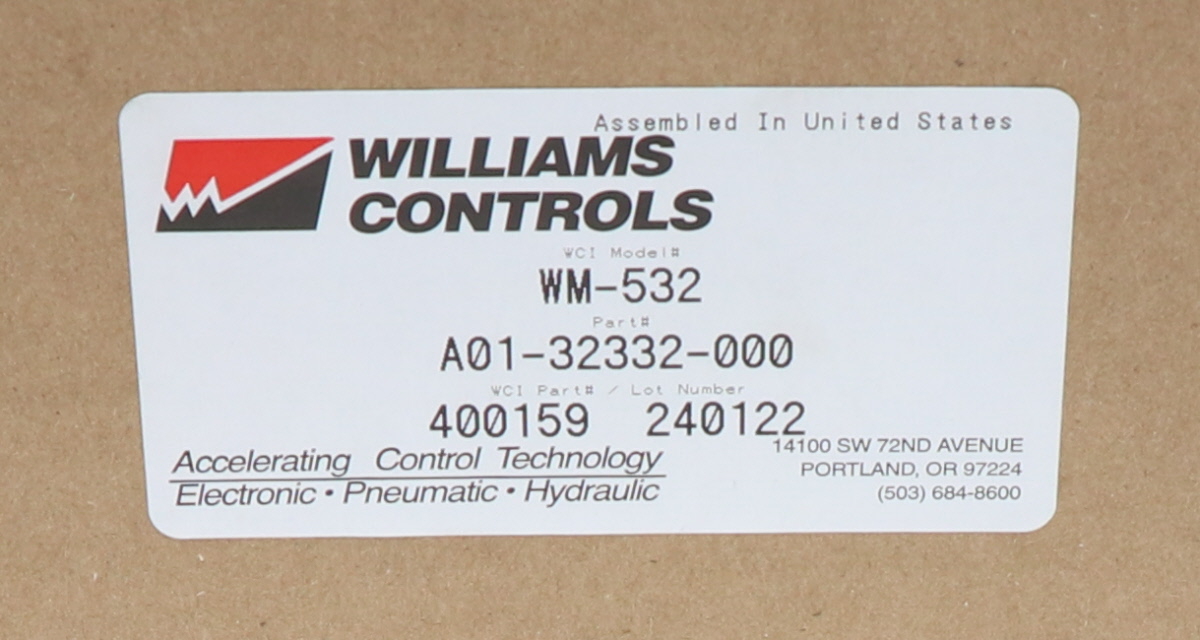 Assembled In United States
WILLIAMS
CONTROLS
WCI Model#
WM-532
Part#
A01-32332-000
WCI Part# / Lot Number
400159 240122
Accelerating Control Technology
Electronic • Pneumatic • Hydraulic
14100 SW 72ND AVENUE
PORTLAND, OR 97224
(503) 684-8600